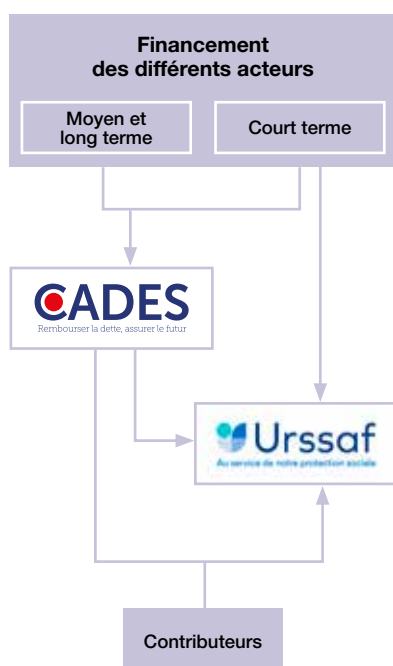 Financement
des différents acteurs
Moyen et
long terme
Court terme
CADES
Rembourser la dette, assurer le futur
Urssaf
Au service de notre protection sociale
Contributeurs